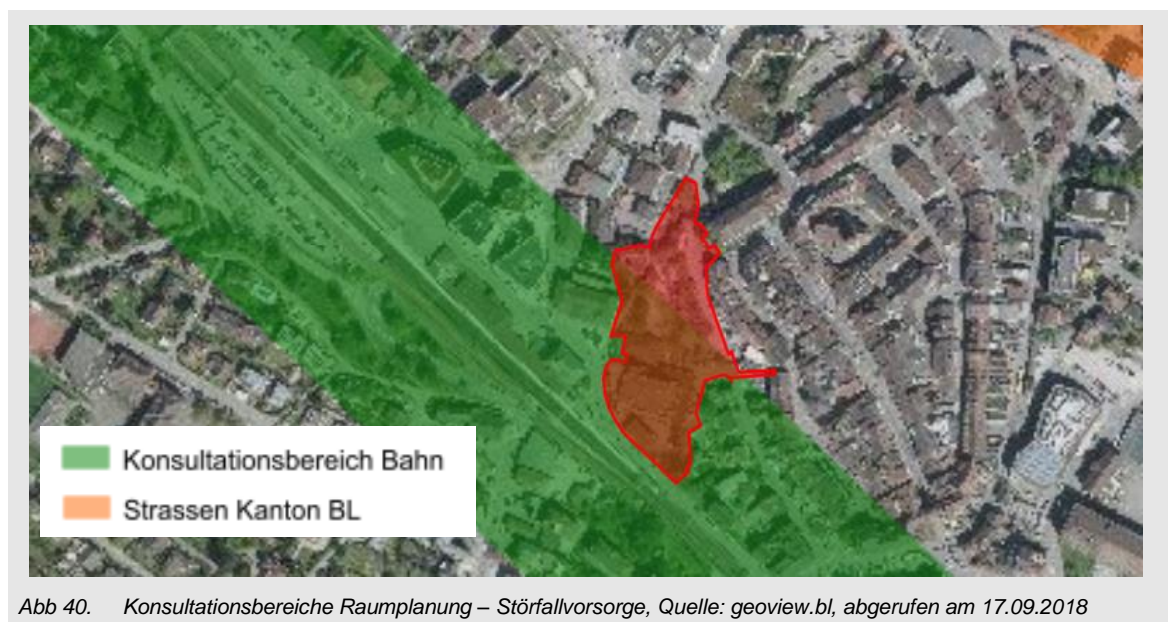 Konsultationsbereich Bahn
Strassen Kanton BL
Abb 40. Konsultationsbereiche Raumplanung – Störfallvorsorge, Quelle: geoview.bl, abgerufen am 17.09.2018